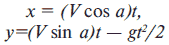 x = (V cos a)t,
y=(V sin a)t – gt²/2